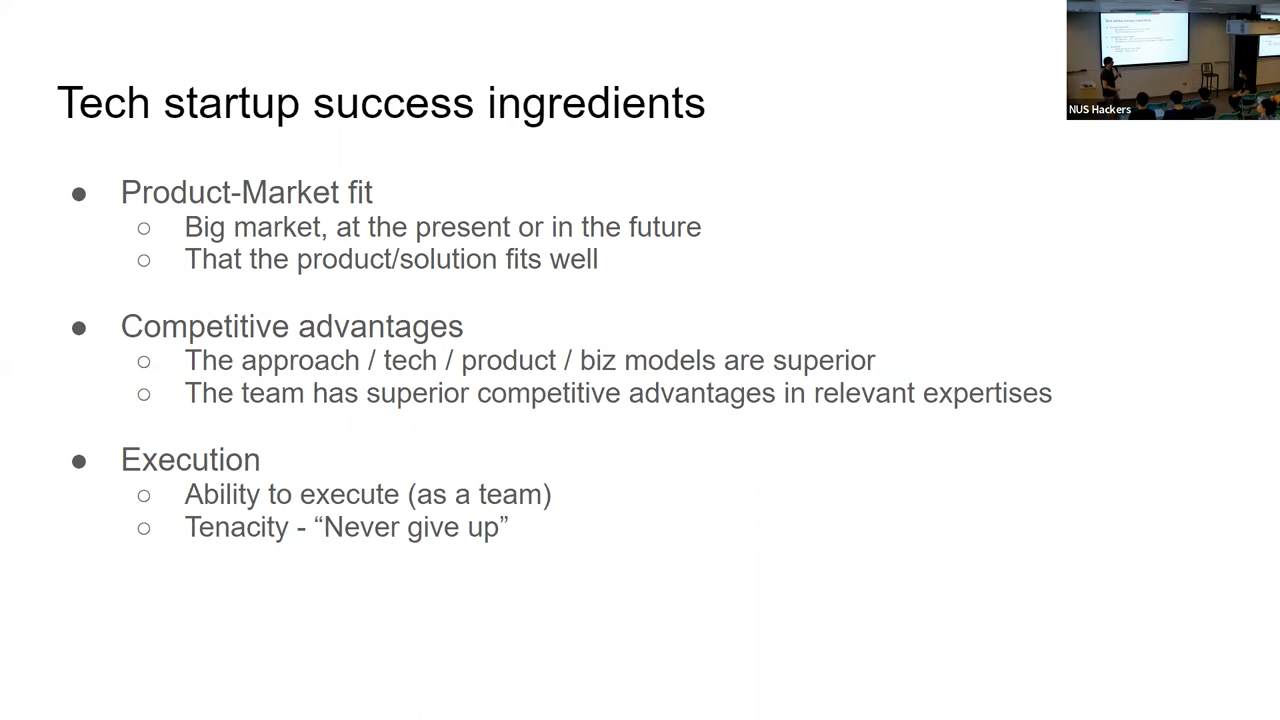 Tech startup success ingredients
NUS Hackers
● Product-Market fit
○ Big market, at the present or in the future
○ That the product/solution fits well
● Competitive advantages
○ The approach / tech / product / biz models are superior
○ The team has superior competitive advantages in relevant expertises
● Execution
○ Ability to execute (as a team)
○ Tenacity - “Never give up”